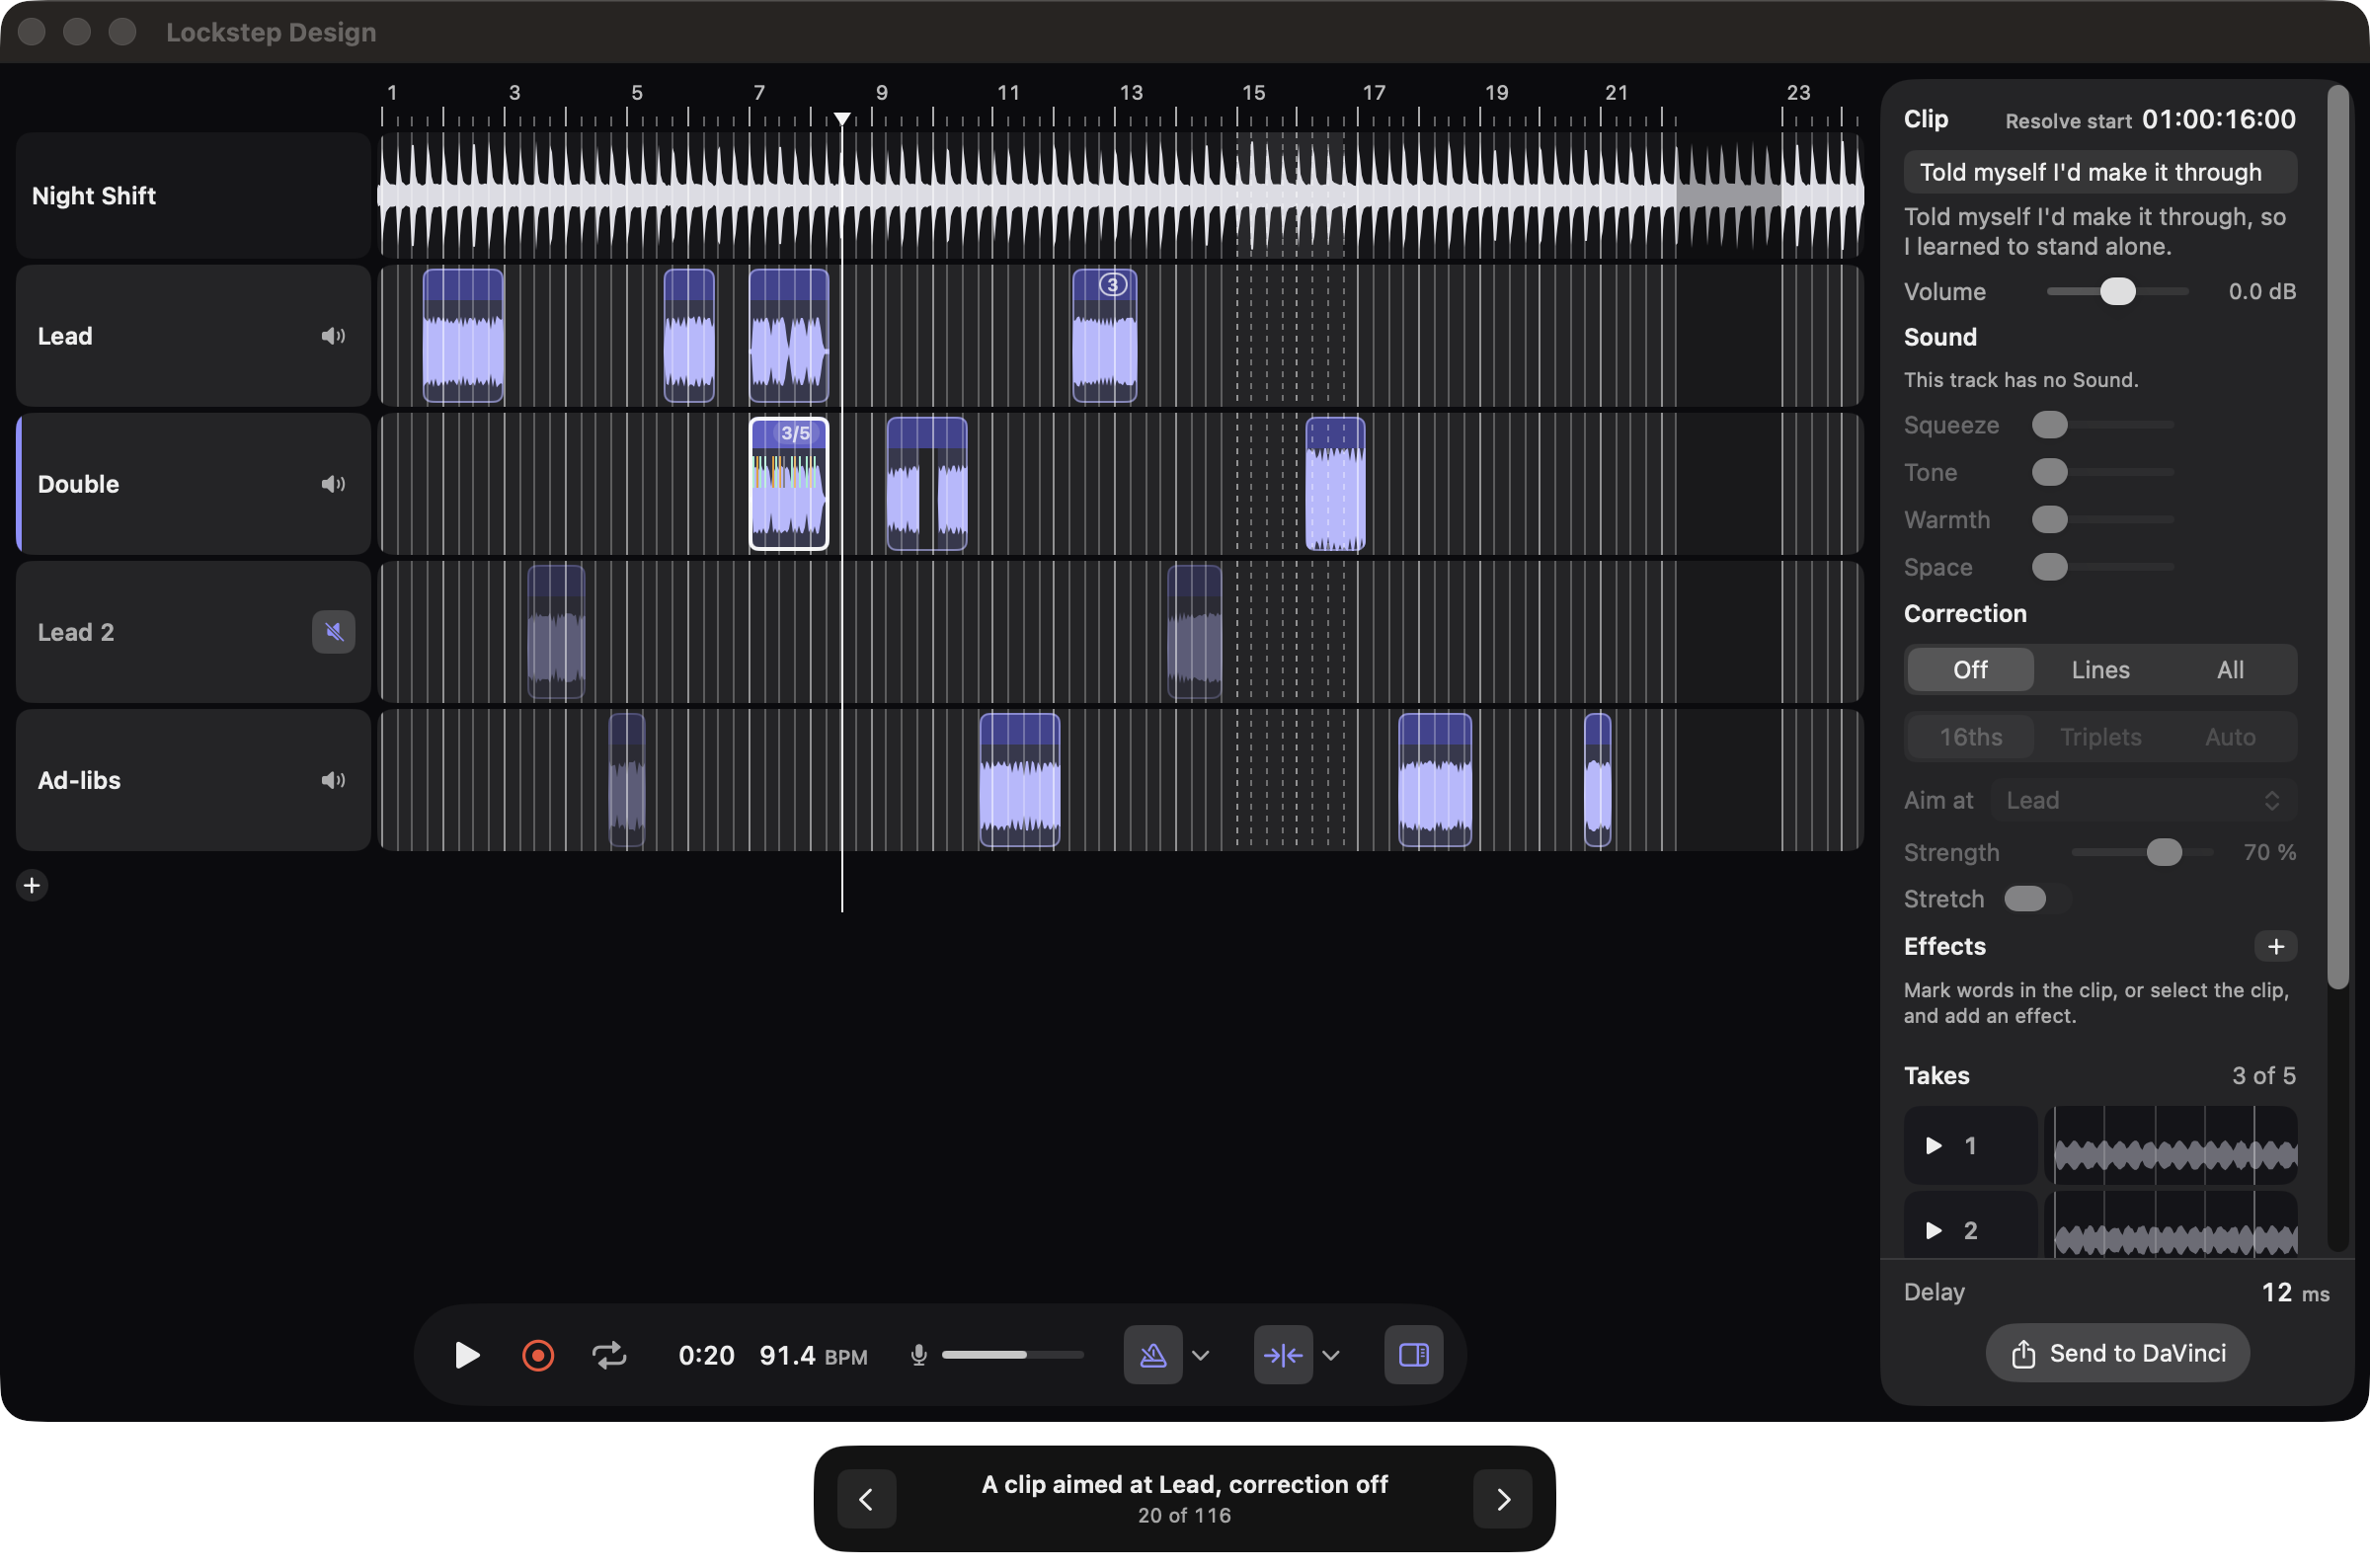 Lockstep Design
1 3 5 7 9 11 13 15 17 19 21 23
Night Shift
Lead
3
Double
3/5
Lead 2
Ad-libs
Clip Resolve start 01:00:16:00
Told myself I'd make it through
Told myself I'd make it through, so
I learned to stand alone.
Volume 0.0 dB
Sound
This track has no Sound.
Squeeze
Tone
Warmth
Space
Correction
Off Lines All
16ths Triplets Auto
Aim at Lead
Strength 70 %
Stretch
Effects
Mark words in the clip, or select the clip,
and add an effect.
Takes 3 of 5
1
2
Delay 12 ms
Send to DaVinci
0:20 91.4 BPM
A clip aimed at Lead, correction off
20 of 116